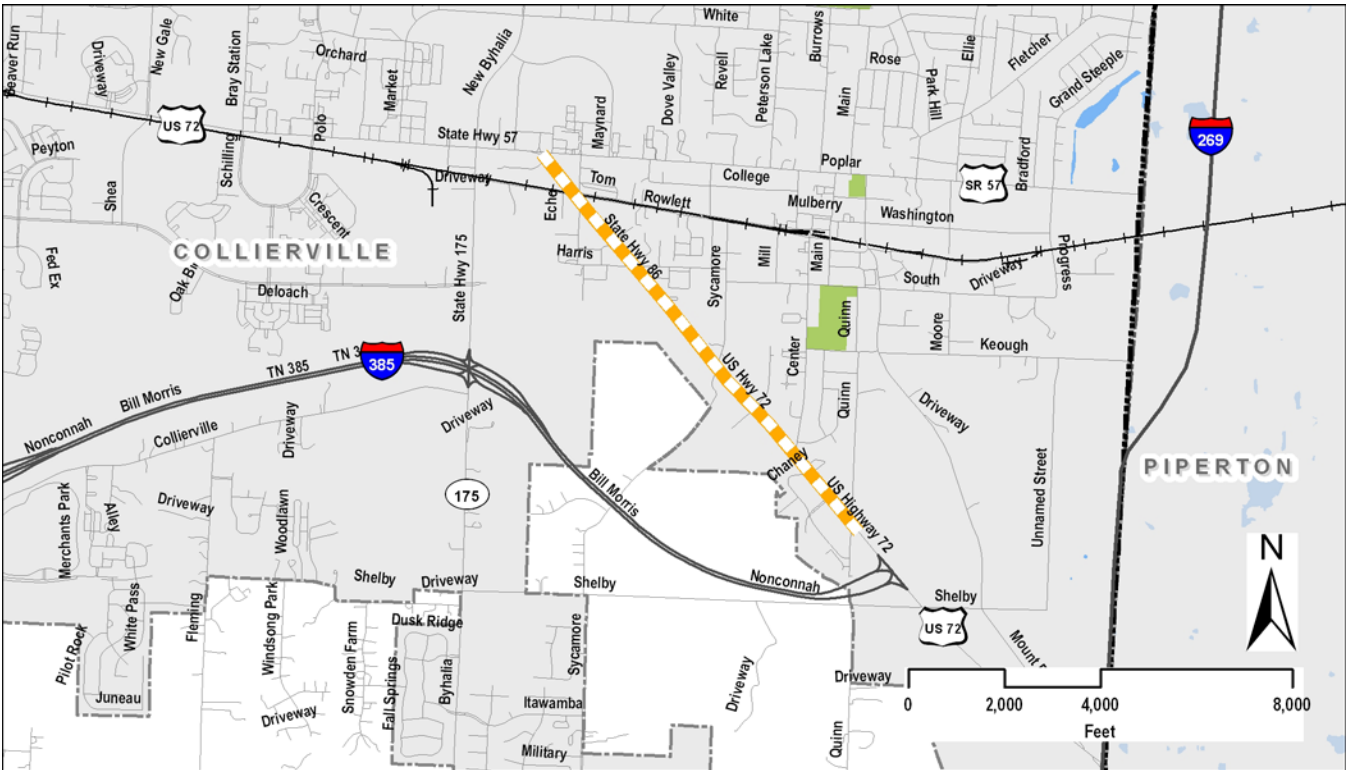 White
Beaver Run
Driveway
New Gale
Bray Station
Orchard
Market
New Byhalia
Dove Valley
Revell
Peterson Lake
Burrows
Rose
Ellie
Fletcher
Grand Steeple
Park Hill
Main
Maynard
Polo
US 72
State Hwy 57
269
Peyton
Shea
Schilling
Driveway
Tom
College
Poplar
SR 57
Bradford
Crescent
Eche
Rowlett
Mulberry
Washington
COLLIERVILLE
Fed Ex
State Hwy 175
Harris
State Hwy 86
Sycamore
Mill
Main
South
Driveway
Progress
Deloach
Quinn
Moore
Keough
Center
TN 385
385
US Hwy 72
Nonconnah
Bill Morris
Collierville
Driveway
Driveway
Quinn
Driveway
Chaney
PIPERTON
Merchants Park
Alley
Driveway
Woodlawn
175
Bill Morris
US Highway 72
Unnamed Street
N
Shelby
Driveway
Shelby
Nonconnah
Shelby
White Pass
Fleming
Windsong Park
Snowden Farm
Dusk Ridge
Sycamore
US 72
Mount
Pilot Rock
Juneau
Driveway
Fall Springs
Byhalia
Itawamba
Military
Driveway
Driveway
Quinn
0
2,000
4,000
8,000
Feet